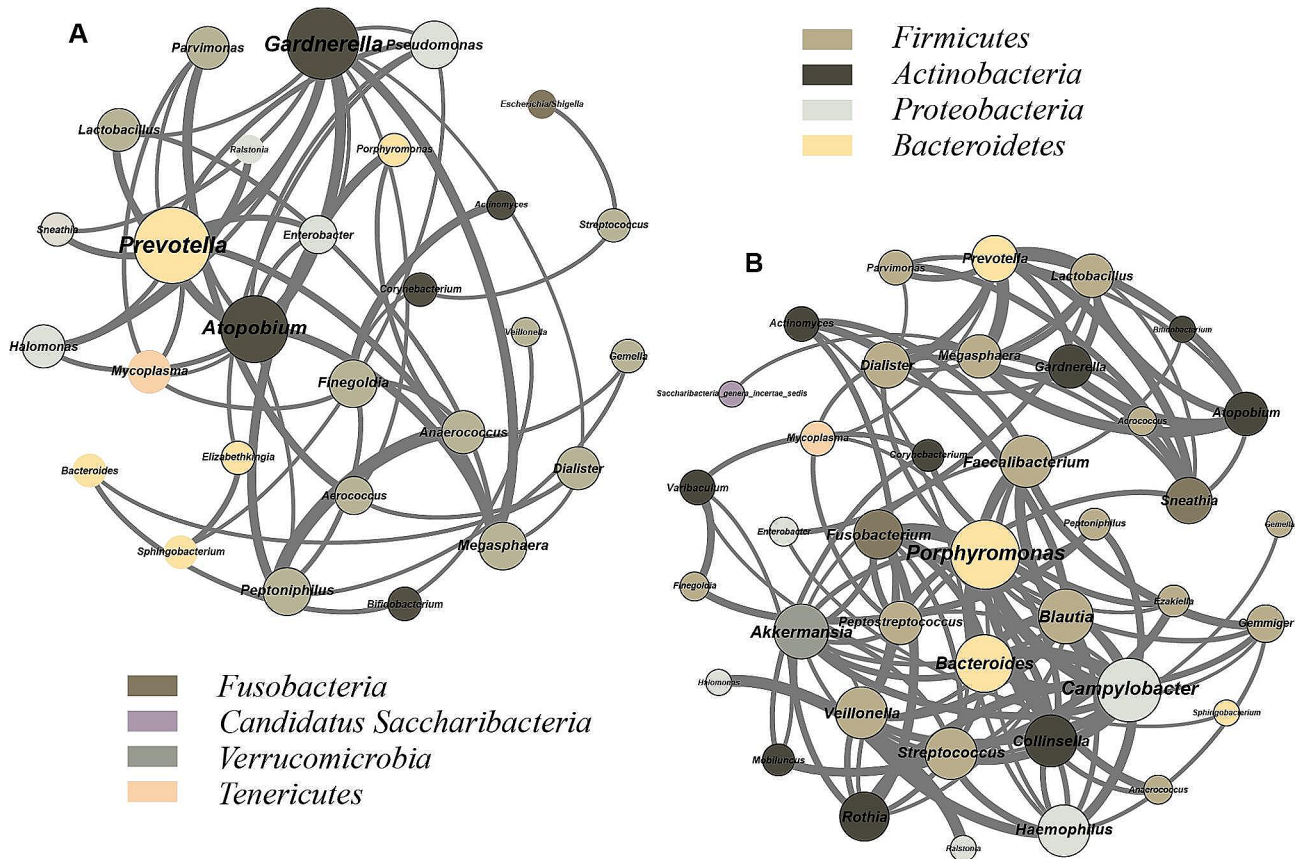 A
Parvimonas
Gardnerella
Pseudomonas
Escherichia/Shigella
Lactobacillus
Ralstonia
Porphyromonas
Actinomyces
Sneathia
Streptococcus
Prevotella
Enterobacter
Corynebacterium
Atopobium
Veillonella
Halomonas
Gemella
Mycoplasma
Finegoldia
Anaerococcus
Elizabethkingia
Bacteroides
Dialister
Aerococcus
Sphingobacterium
Megasphaera
Peptoniphilus
Bifidobacterium
Firmicutes
Actinobacteria
Proteobacteria
Bacteroidetes
Fusobacteria
Candidatus Saccharibacteria
Verrucomicrobia
Tenericutes
B
Parvimonas
Prevotella
Lactobacillus
Actinomyces
Bifidobacterium
Dialister
Megasphaera
Gardnerella
Saccharibacteria_genera_incertae_sedis
Aerococcus
Atopobium
Mycoplasma
Corynebacterium
Faecalibacterium
Varibaculum
Sneathia
Enterobacter
Fusobacterium
Peptoniphilus
Gemella
Porphyromonas
Finegoldia
Ezakiella
Akkermansia
Peptostreptococcus
Blautia
Gemmiger
Bacteroides
Halomonas
Campylobacter
Veillonella
Sphingobacterium
Streptococcus
Collinsella
Mobiluncus
Anaerococcus
Rothia
Haemophilus
Ralstonia